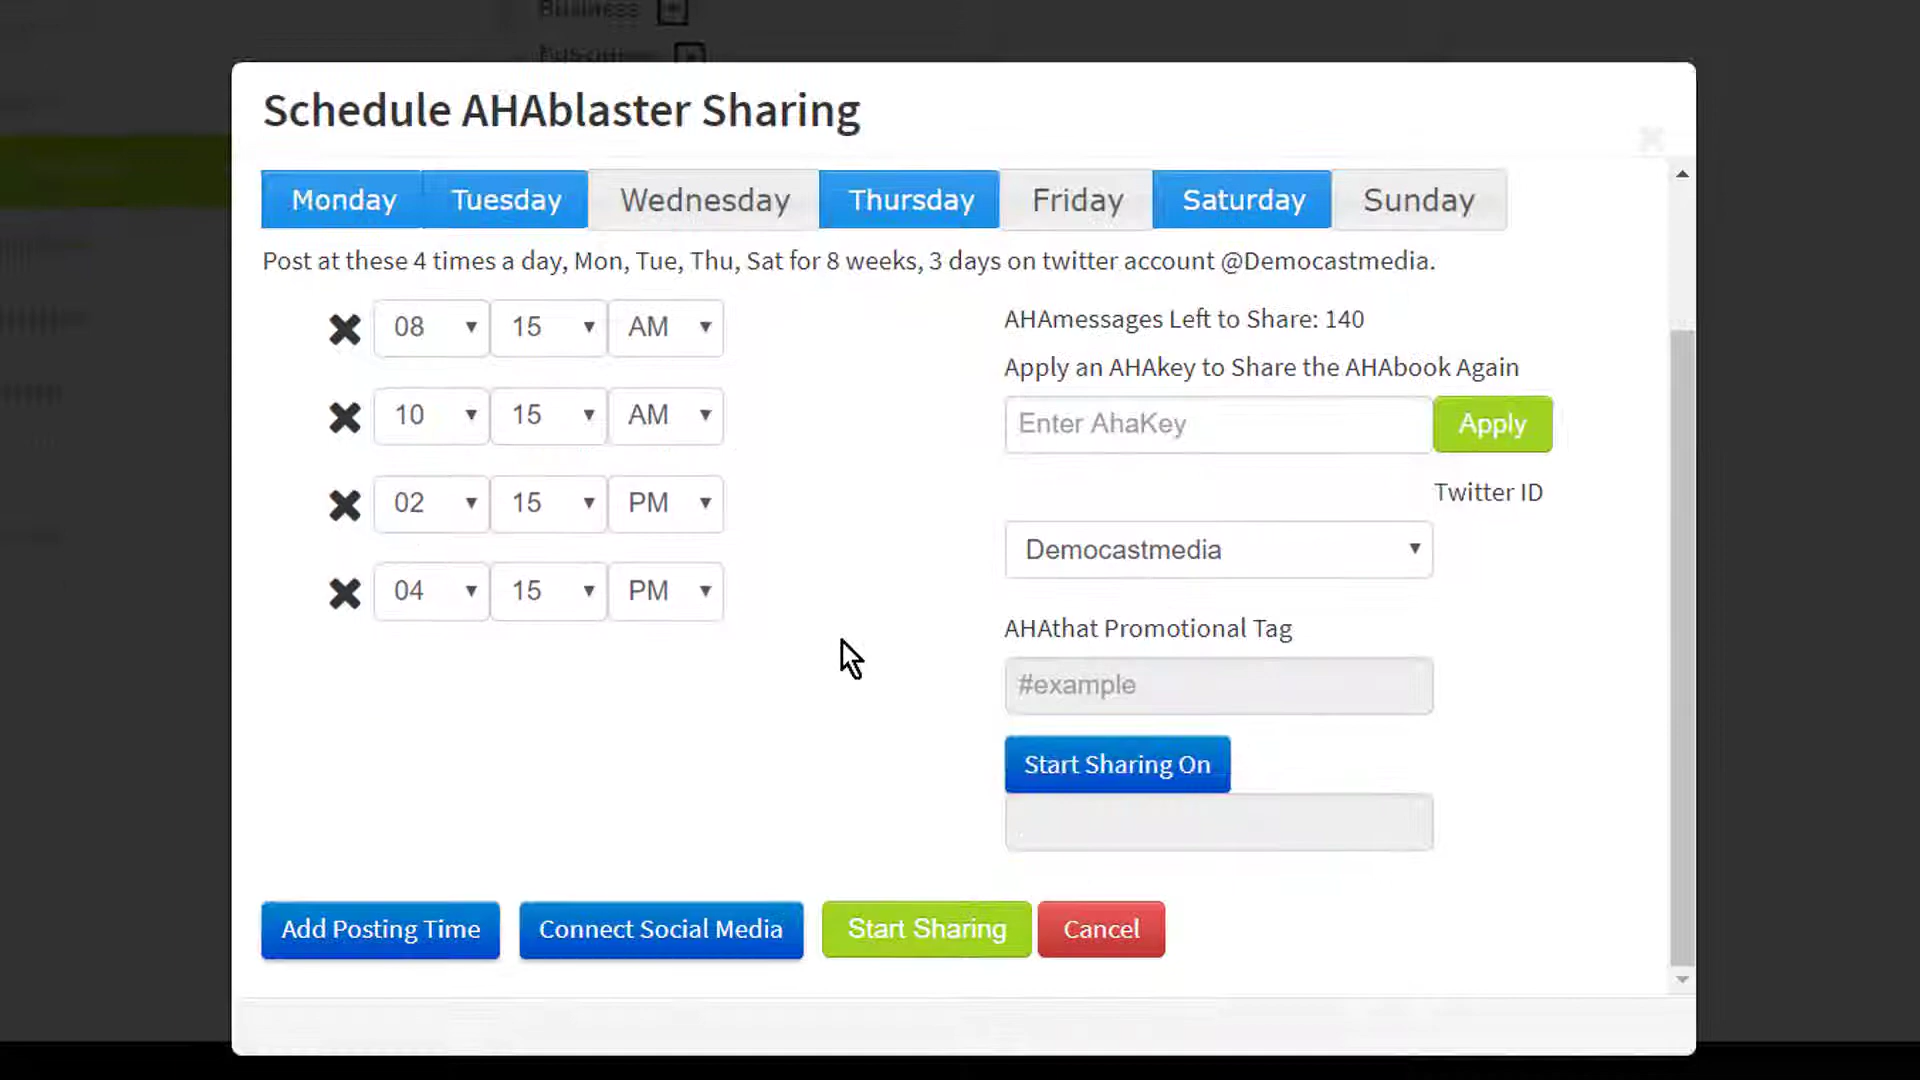 Business
Schedule AHAblaster Sharing
Monday Tuesday Wednesday Thursday Friday Saturday Sunday
Post at these 4 times a day, Mon, Tue, Thu, Sat for 8 weeks, 3 days on twitter account @Democastmedia.
08 15 AM
10 15 AM
02 15 PM
04 15 PM
AHAmessages Left to Share: 140
Apply an AHAkey to Share the AHAbook Again
Enter AhaKey Apply
Twitter ID
Democastmedia
AHAthat Promotional Tag
#example
Start Sharing On
Add Posting Time Connect Social Media Start Sharing Cancel